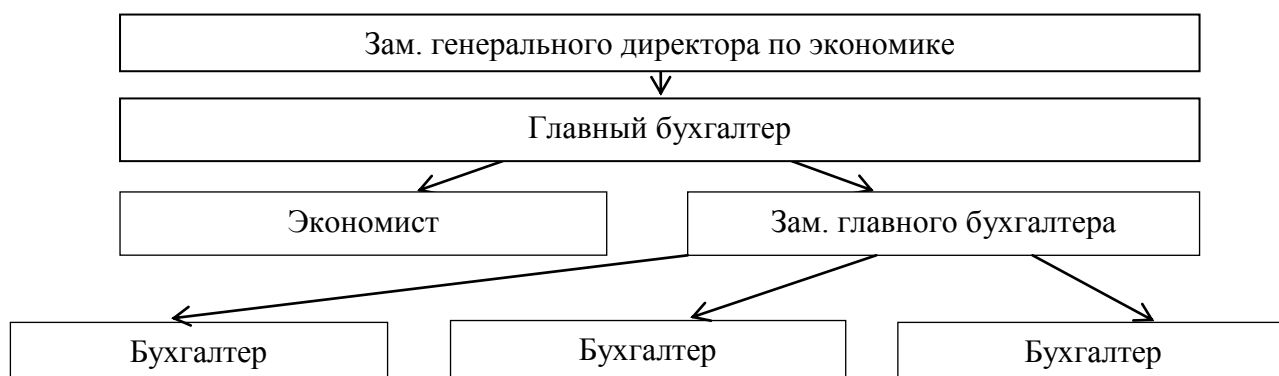 Зам. генерального директора по экономике
Главный бухгалтер
Экономист
Зам. главного бухгалтера
Бухгалтер
Бухгалтер
Бухгалтер